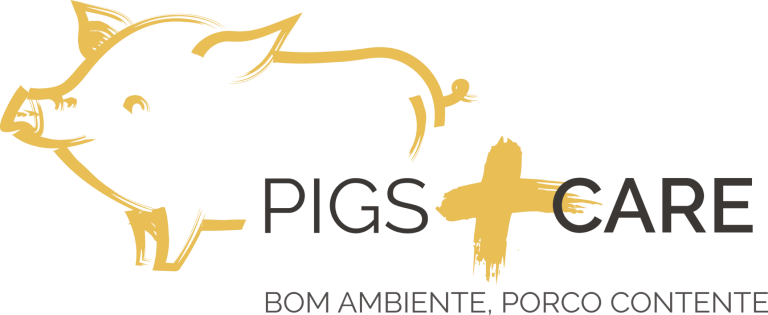 PIGS+CARE
BOM AMBIENTE, PORCO CONTENTE